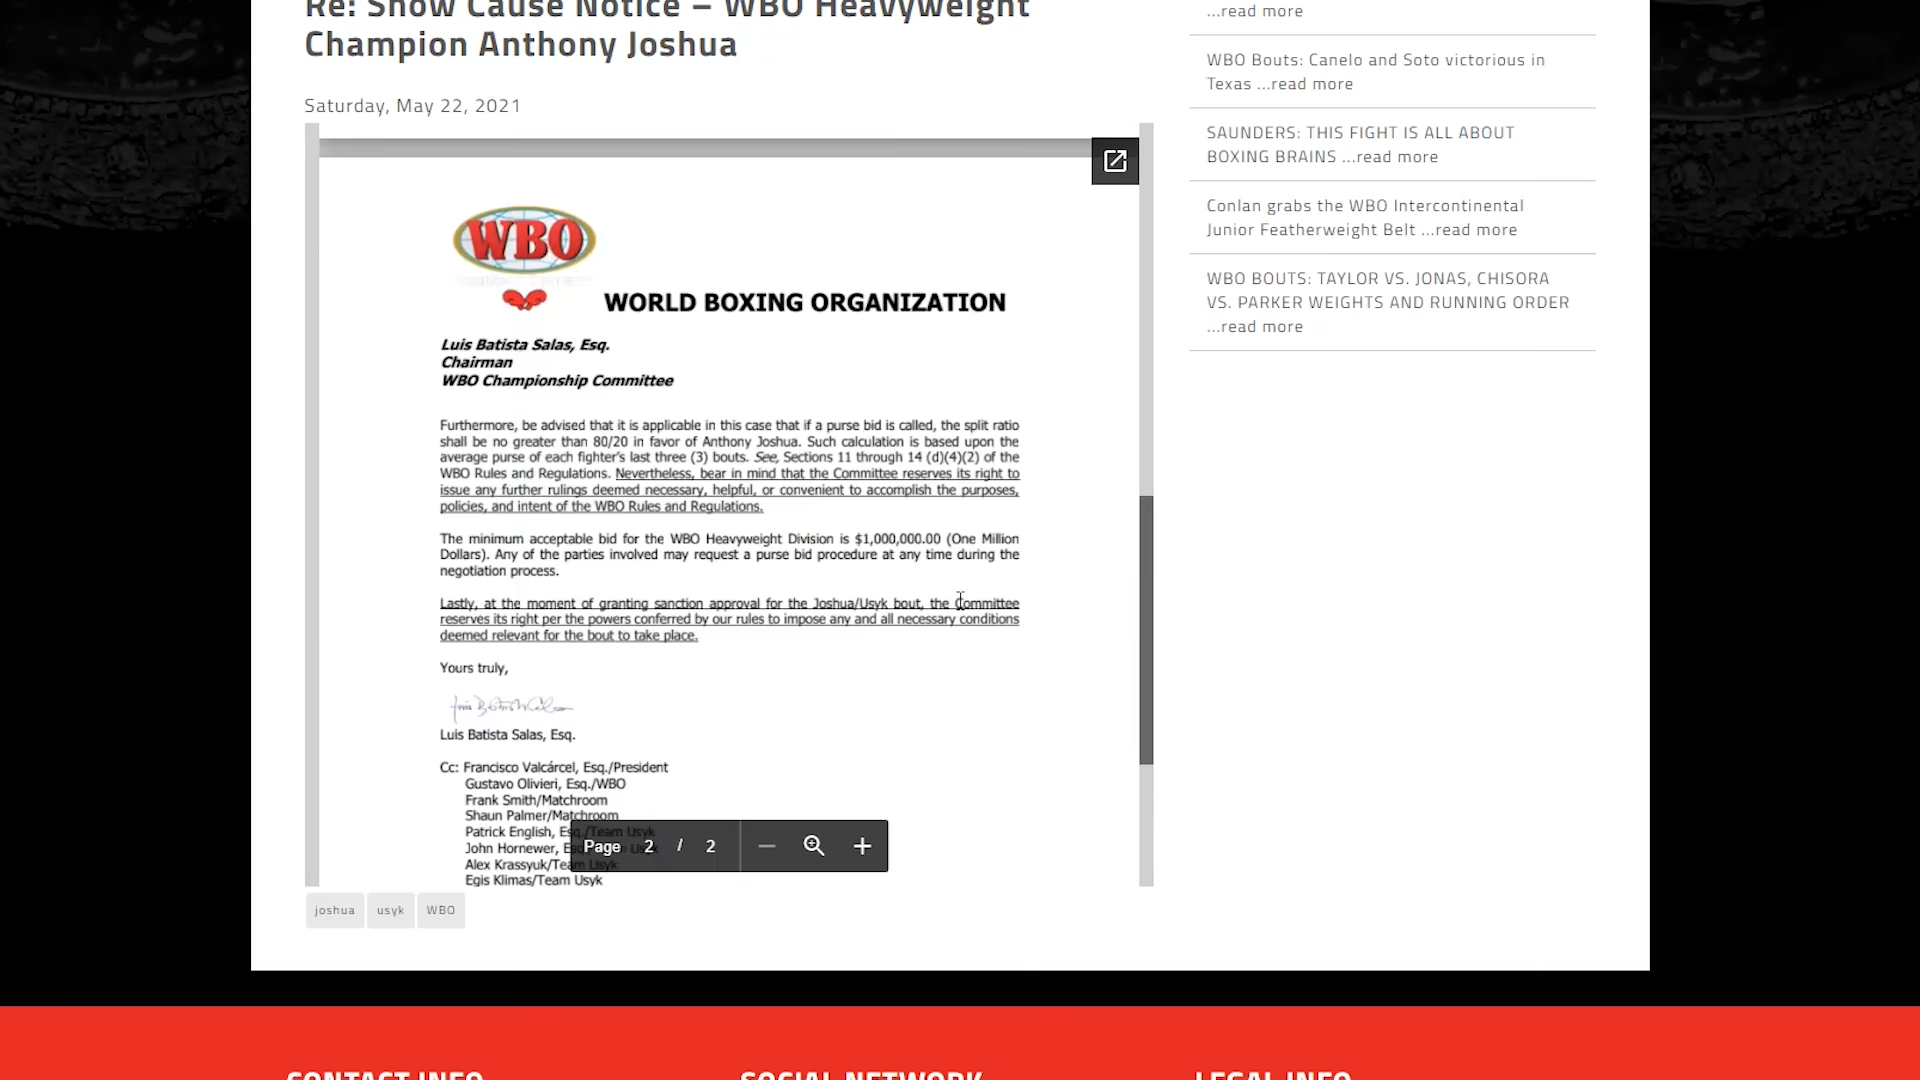 Re: Show Cause Notice – WBO Heavyweight
Champion Anthony Joshua
Saturday, May 22, 2021
WBO
WORLD BOXING ORGANIZATION
Luis Batista Salas, Esq.
Chairman
WBO Championship Committee
Furthermore, be advised that it is applicable in this case that if a purse bid is called, the split ratio
shall be no greater than 80/20 in favor of Anthony Joshua. Such calculation is based upon the
average purse of each fighter's last three (3) bouts. See, Sections 11 through 14 (d)(4)(2) of the
WBO Rules and Regulations. Nevertheless, bear in mind that the Committee reserves its right to
issue any further rulings deemed necessary, helpful, or convenient to accomplish the purposes,
policies, and intent of the WBO Rules and Regulations.
The minimum acceptable bid for the WBO Heavyweight Division is $1,000,000.00 (One Million
Dollars). Any of the parties involved may request a purse bid procedure at any time during the
negotiation process.
Lastly, at the moment of granting sanction approval for the Joshua/Usyk bout, the Committee
reserves its right per the powers conferred by our rules to impose any and all necessary conditions
deemed relevant for the bout to take place.
Yours truly,
Luis Batista Salas, Esq.
Cc: Francisco Valcárcel, Esq./President
Gustavo Olivieri, Esq./WBO
Frank Smith/Matchroom
Shaun Palmer/Matchroom
Patrick English, Esq./Team Usyk
John Hornewer, Esq./Team Usyk
Alex Krassyuk/Team Usyk
Egis Klimas/Team Usyk
Page 2 / 2
joshua usyk WBO
...read more
WBO Bouts: Canelo and Soto victorious in
Texas ...read more
SAUNDERS: THIS FIGHT IS ALL ABOUT
BOXING BRAINS ...read more
Conlan grabs the WBO Intercontinental
Junior Featherweight Belt ...read more
WBO BOUTS: TAYLOR VS. JONAS, CHISORA
VS. PARKER WEIGHTS AND RUNNING ORDER
...read more
CONTACT INFO
SOCIAL NETWORK
LEGAL INFO